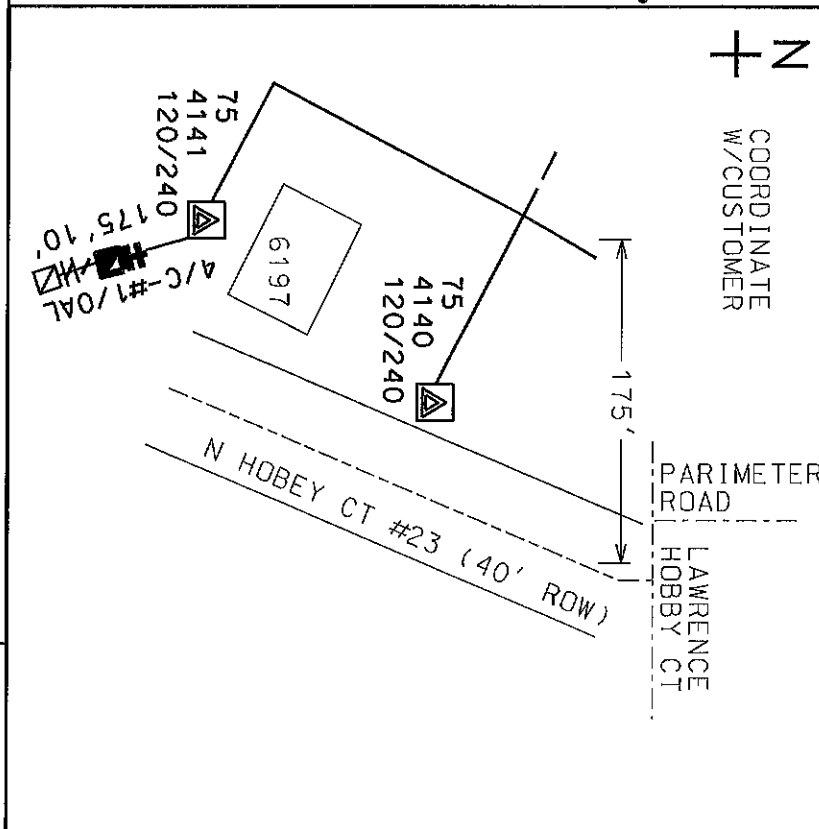 N
COORDINATE
W/CUSTOMER
75
4141
120/240
175' 10'
4/C-#1/0AL
6197
75
4140
120/240
175'
PARIMETER
ROAD
LAWRENCE
HOBBY CT
N HOBEY CT #23 (40' ROW)